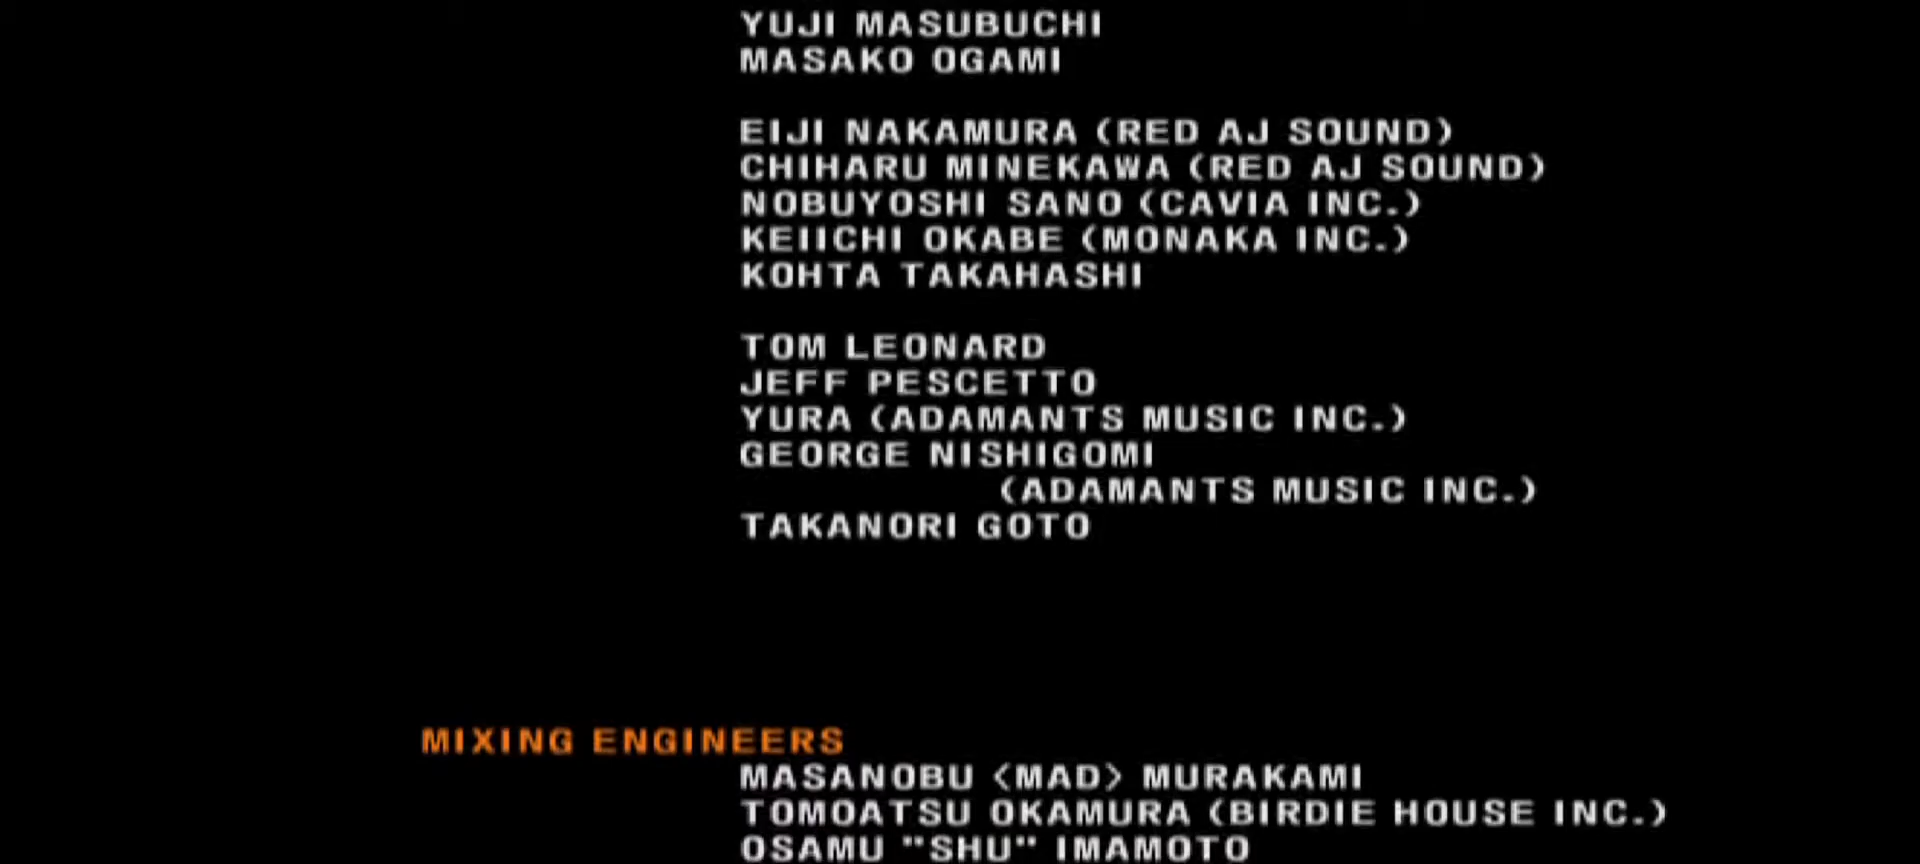 YUJI MASUBUCHI
MASAKO OGAMI
EIJI NAKAMURA (RED AJ SOUND)
CHIHARU MINEKAWA (RED AJ SOUND)
NOBUYOSHI SANO (CAVIA INC.)
KEIICHI OKABE (MONAKA INC.)
KOHTA TAKAHASHI
TOM LEONARD
JEFF PESCETTO
YURA (ADAMANTS MUSIC INC.)
GEORGE NISHIGOMI
(ADAMANTS MUSIC INC.)
TAKANORI GOTO
MIXING ENGINEERS
MASANOBU <MAD> MURAKAMI
TOMOATSU OKAMURA (BIRDIE HOUSE INC.)
OSAMU "SHU" IMAMOTO